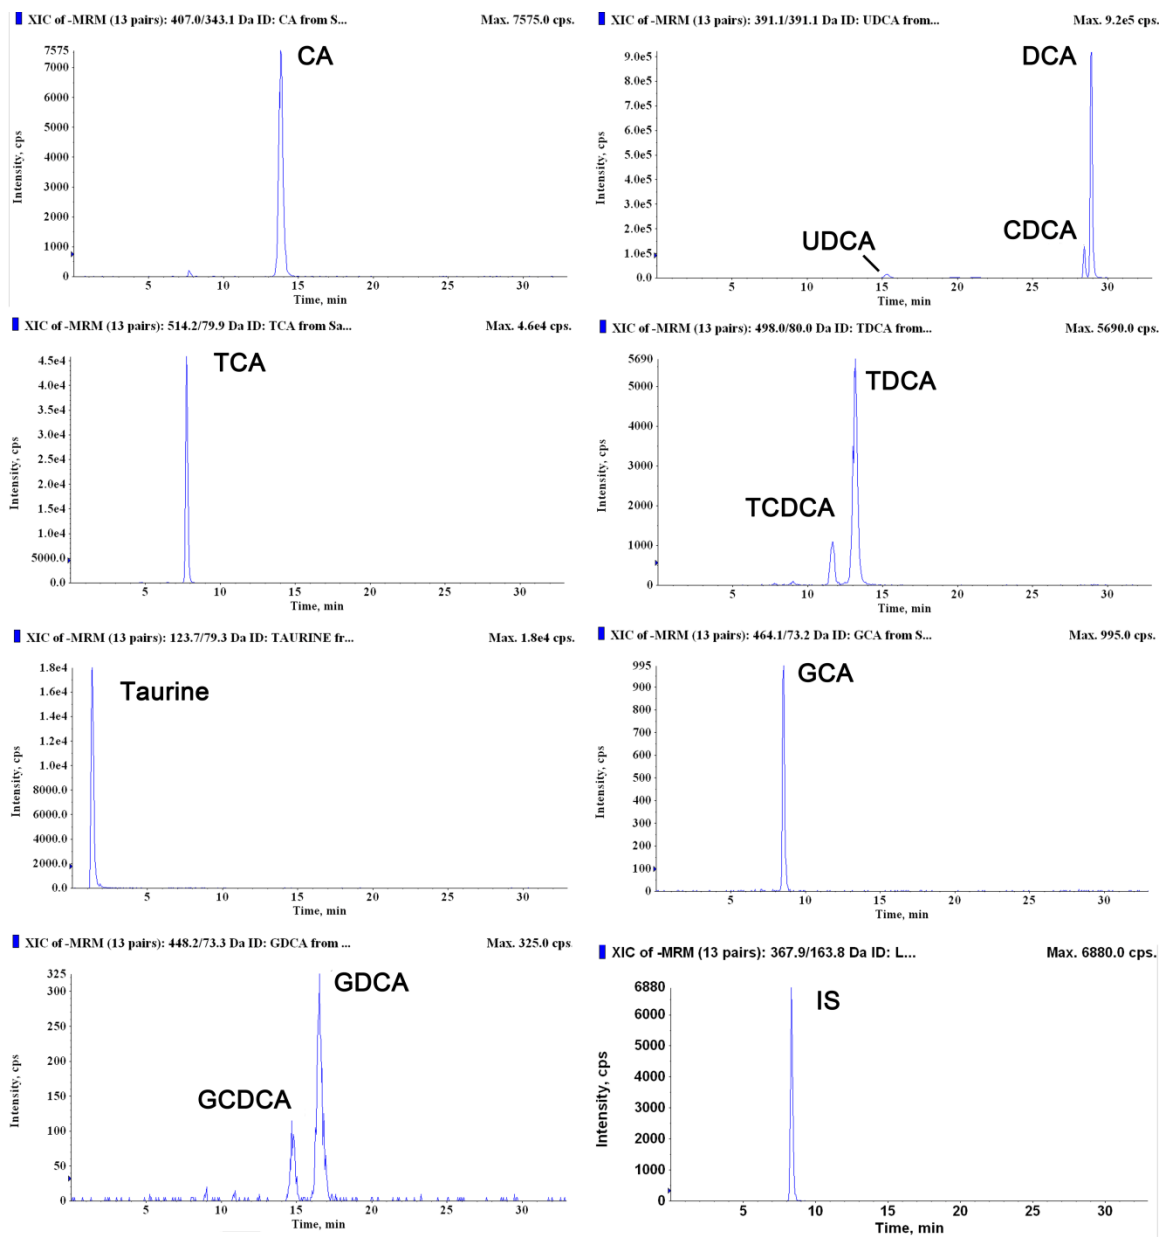 XIC of -MRM (13 pairs): 407.0/343.1 Da ID: CA from S... Max. 7575.0 cps.
7575
7000
6000
5000
4000
3000
2000
1000
0
Intensity, cps
CA
5 10 15 20 25 30
Time, min
XIC of -MRM (13 pairs): 391.1/391.1 Da ID: UDCA from... Max. 9.2e5 cps.
9.0e5
8.0e5
7.0e5
6.0e5
5.0e5
4.0e5
3.0e5
2.0e5
1.0e5
0.0
Intensity, cps
DCA
CDCA
UDCA
5 10 15 20 25 30
Time, min
XIC of -MRM (13 pairs): 514.2/79.9 Da ID: TCA from Sa... Max. 4.6e4 cps.
4.5e4
4.0e4
3.5e4
3.0e4
2.5e4
2.0e4
1.5e4
1.0e4
5000.0
0.0
Intensity, cps
TCA
5 10 15 20 25 30
Time, min
XIC of -MRM (13 pairs): 498.0/80.0 Da ID: TDCA from... Max. 5690.0 cps.
5690
5000
4000
3000
2000
1000
0
Intensity, cps
TDCA
TCDCA
5 10 15 20 25 30
Time, min
XIC of -MRM (13 pairs): 123.7/79.3 Da ID: TAURINE fr... Max. 1.8e4 cps.
1.8e4
1.6e4
1.4e4
1.2e4
1.0e4
8000.0
6000.0
4000.0
2000.0
0.0
Intensity, cps
Taurine
5 10 15 20 25 30
Time, min
XIC of -MRM (13 pairs): 464.1/73.2 Da ID: GCA from S... Max. 995.0 cps.
995
900
800
700
600
500
400
300
200
100
0
Intensity, cps
GCA
5 10 15 20 25 30
Time, min
XIC of -MRM (13 pairs): 448.2/73.3 Da ID: GDCA from ... Max. 325.0 cps
325
300
250
200
150
100
50
0
Intensity, cps
GDCA
GCDCA
5 10 15 20 25 30
Time, min
XIC of -MRM (13 pairs): 367.9/163.8 Da ID: L... Max. 6880.0 cps.
6880
6000
5000
4000
3000
2000
1000
0
Intensity, cps
IS
5 10 15 20 25 30
Time, min